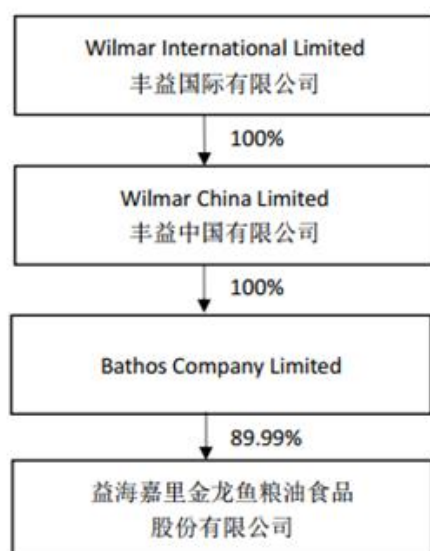 Wilmar International Limited
丰益国际有限公司
100%
Wilmar China Limited
丰益中国有限公司
100%
Bathos Company Limited
89.99%
益海嘉里金龙鱼粮油食品
股份有限公司